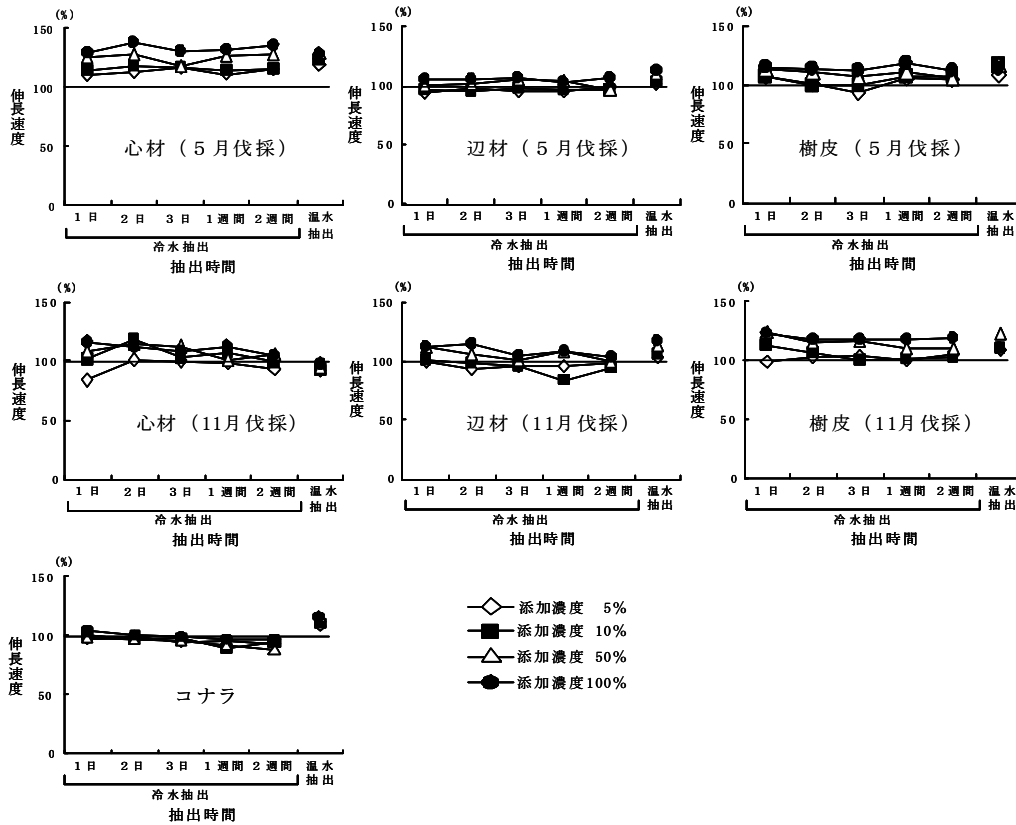 (%)
150
100
50
0
伸長速度
心材（５月伐採）
1日 2日 3日 1週間 2週間 温水抽出
冷水抽出
抽出時間
(%)
150
100
50
0
伸長速度
辺材（５月伐採）
1日 2日 3日 1週間 2週間 温水抽出
冷水抽出
抽出時間
(%)
150
100
50
0
伸長速度
樹皮（５月伐採）
1日 2日 3日 1週間 2週間 温水抽出
冷水抽出
抽出時間
(%)
150
100
50
0
伸長速度
心材（11月伐採）
1日 2日 3日 1週間 2週間 温水抽出
冷水抽出
抽出時間
(%)
150
100
50
0
伸長速度
辺材（11月伐採）
1日 2日 3日 1週間 2週間 温水抽出
冷水抽出
抽出時間
(%)
150
100
50
0
伸長速度
樹皮（11月伐採）
1日 2日 3日 1週間 2週間 温水抽出
冷水抽出
抽出時間
(%)
150
100
50
0
伸長速度
コナラ
1日 2日 3日 1週間 2週間 温水抽出
冷水抽出
抽出時間
添加濃度 5%
添加濃度 10%
添加濃度 50%
添加濃度100%